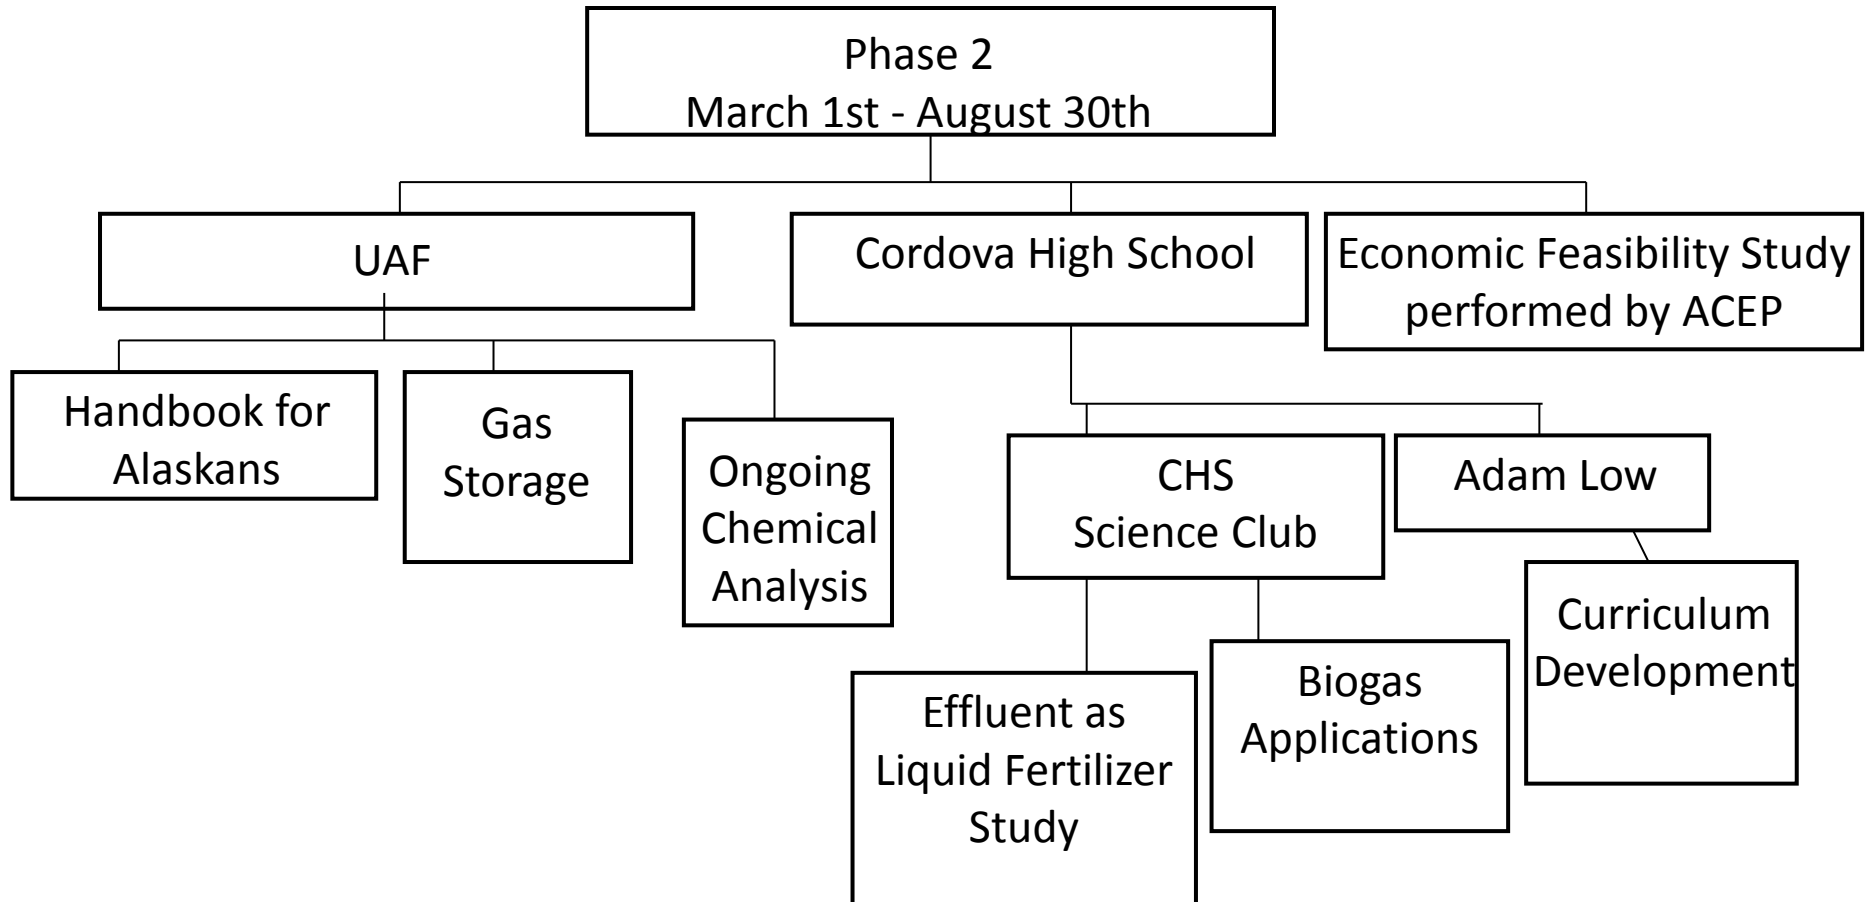 Phase 2
March 1st - August 30th
UAF
Cordova High School
Economic Feasibility Study
performed by ACEP
Handbook for
Alaskans
Gas
Storage
Ongoing
Chemical
Analysis
CHS
Science Club
Adam Low
Effluent as
Liquid Fertilizer
Study
Biogas
Applications
Curriculum
Development